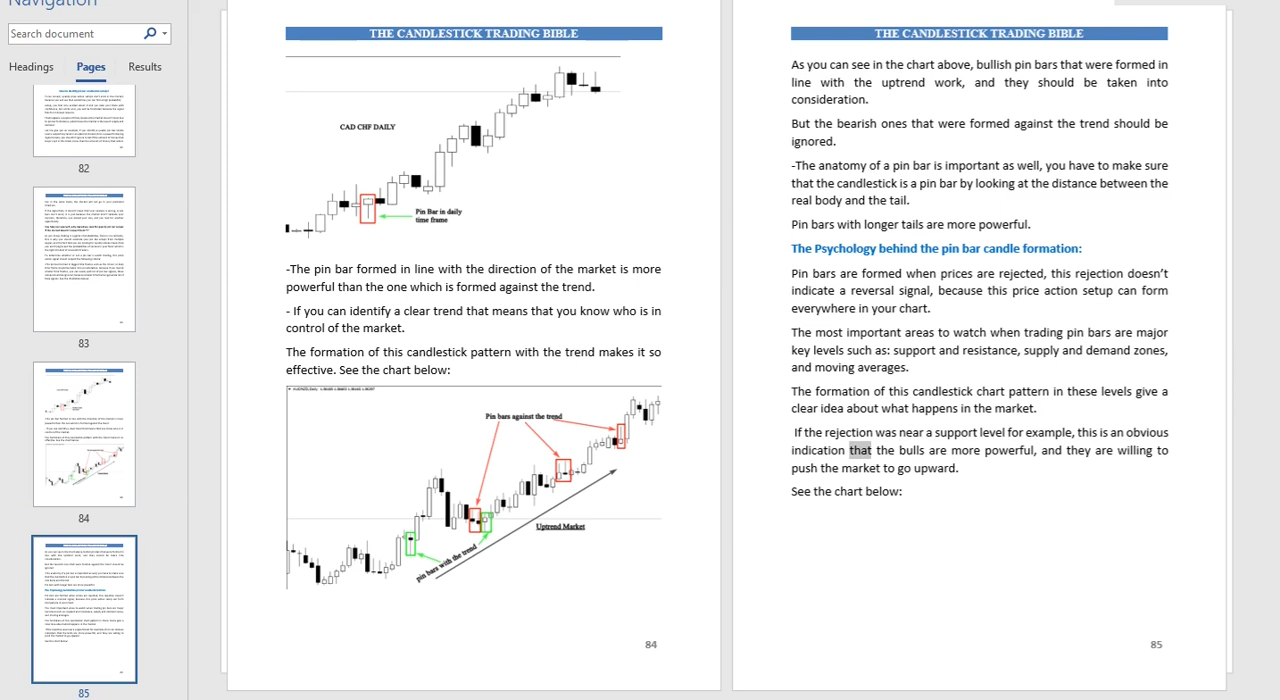 Navigation
Search document
Headings Pages Results
82
83
84
85
THE CANDLESTICK TRADING BIBLE
CAD CHF DAILY
Pin Bar in daily
time frame
-The pin bar formed in line with the direction of the market is more
powerful than the one which is formed against the trend.
- If you can identify a clear trend that means that you know who is in
control of the market.
The formation of this candlestick pattern with the trend makes it so
effective. See the chart below:
Pin bars against the trend
Uptrend Market
pin bars with the trend
84
THE CANDLESTICK TRADING BIBLE
As you can see in the chart above, bullish pin bars that were formed in
line with the uptrend work, and they should be taken into
consideration.
But the bearish ones that were formed against the trend should be
ignored.
-The anatomy of a pin bar is important as well, you have to make sure
that the candlestick is a pin bar by looking at the distance between the
real body and the tail.
Pin bars with longer tails are more powerful.
The Psychology behind the pin bar candle formation:
Pin bars are formed when prices are rejected, this rejection doesn’t
indicate a reversal signal, because this price action setup can form
everywhere in your chart.
The most important areas to watch when trading pin bars are major
key levels such as: support and resistance, supply and demand zones,
and moving averages.
The formation of this candlestick chart pattern in these levels give a
clear idea about what happens in the market.
If the rejection was near a support level for example, this is an obvious
indication that the bulls are more powerful, and they are willing to
push the market to go upward.
See the chart below:
85